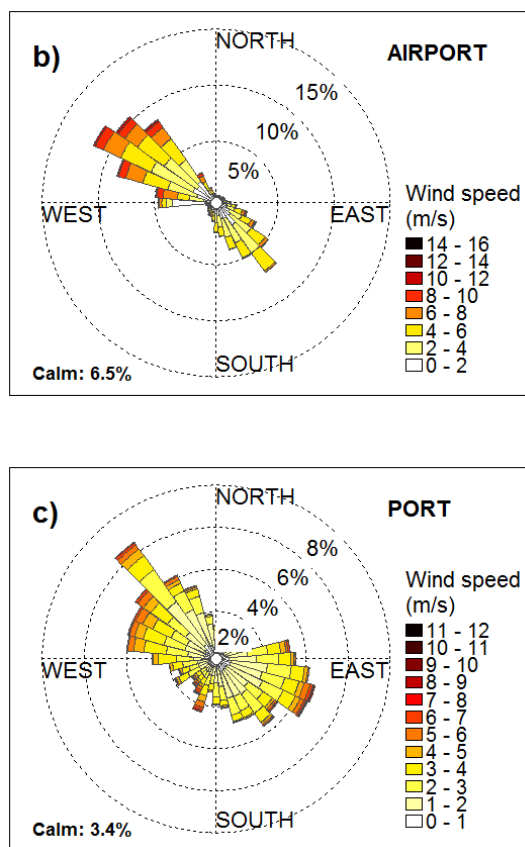 b)
NORTH
AIRPORT
15%
10%
5%
WEST
EAST
Wind speed
(m/s)
14 - 16
12 - 14
10 - 12
8 - 10
6 - 8
4 - 6
2 - 4
0 - 2
SOUTH
Calm: 6.5%
c)
NORTH
PORT
8%
6%
4%
2%
WEST
EAST
Wind speed
(m/s)
11 - 12
10 - 11
9 - 10
8 - 9
7 - 8
6 - 7
5 - 6
4 - 5
3 - 4
2 - 3
1 - 2
0 - 1
SOUTH
Calm: 3.4%